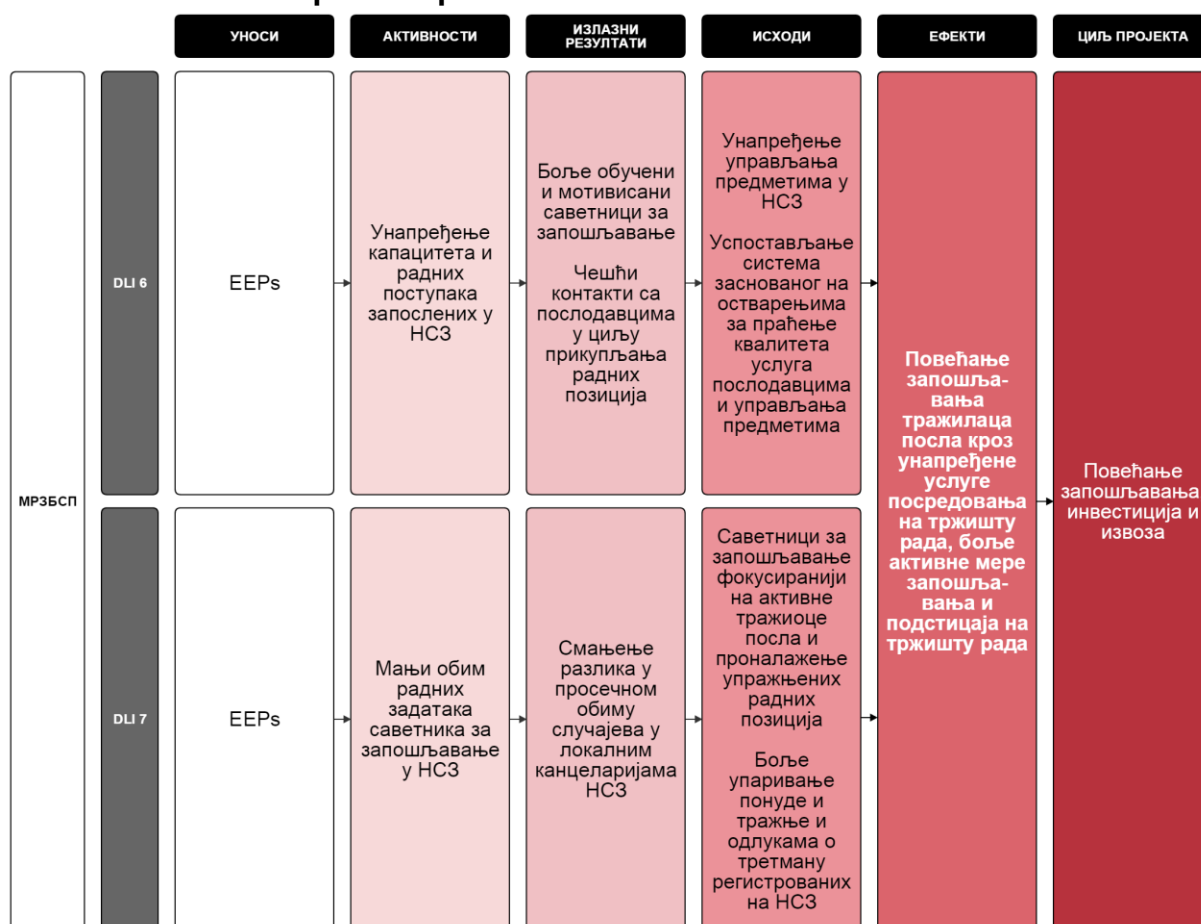 УНОСИ
АКТИВНОСТИ
ИЗЛАЗНИ
РЕЗУЛТАТИ
ИСХОДИ
ЕФЕКТИ
ЦИЉ ПРОЈЕКТА
МРЗБСП
DLI 6
EEPs
Унапређење
капацитета и
радних
поступака
запослених у
НСЗ
Боље обучени
и мотивисани
саветници за
запошљавање
Чешћи
контакти са
послодавцима
у циљу
прикупљања
радних
позиција
Унапређење
управљања
предметима у
НСЗ
Успостављање
система
заснованог на
остварењима
за праћење
квалитета
услуга
послодавцима
и управљања
предметима
DLI 7
EEPs
Мањи обим
радних
задатака
саветника за
запошљавање
у НСЗ
Смањење
разлика у
просечном
обиму
случајева у
локалним
канцеларијама
НСЗ
Саветници за
запошљавање
фокусиранији
на активне
тражиоце
посла и
проналажење
упражњених
радних
позиција
Боље
упаривање
понуде и
тражње и
одлукама о
третману
регистрованих
на НСЗ
Повећање
запошља-
вања
тражилаца
посла кроз
унапређене
услуге
посредовања
на тржишту
рада, боље
активне мере
запошља-
вања и
подстицаја на
тржишту рада
Повећање
запошљавања
инвестиција и
извоза